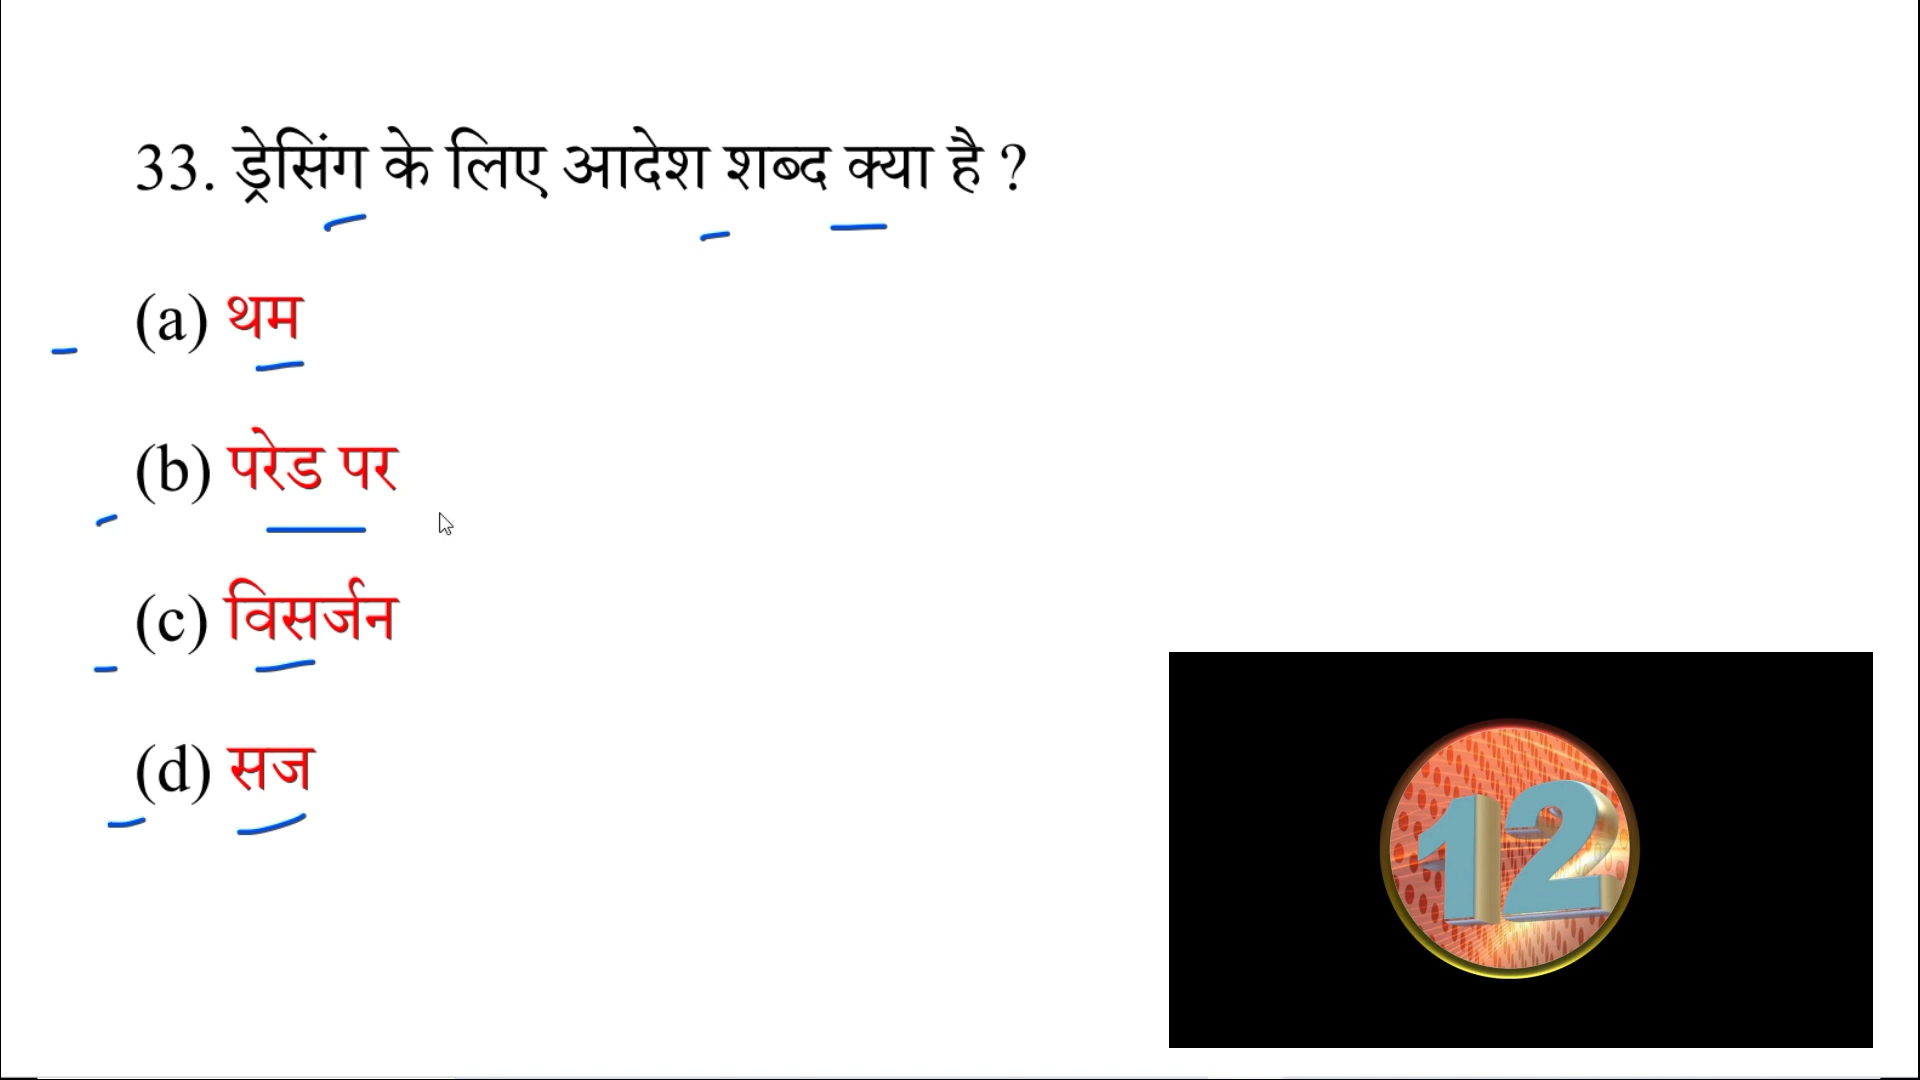 33. ड्रेसिंग के लिए आदेश शब्द क्या है ?
(a) थम
(b) परेड पर
(c) विसर्जन
(d) सज
12